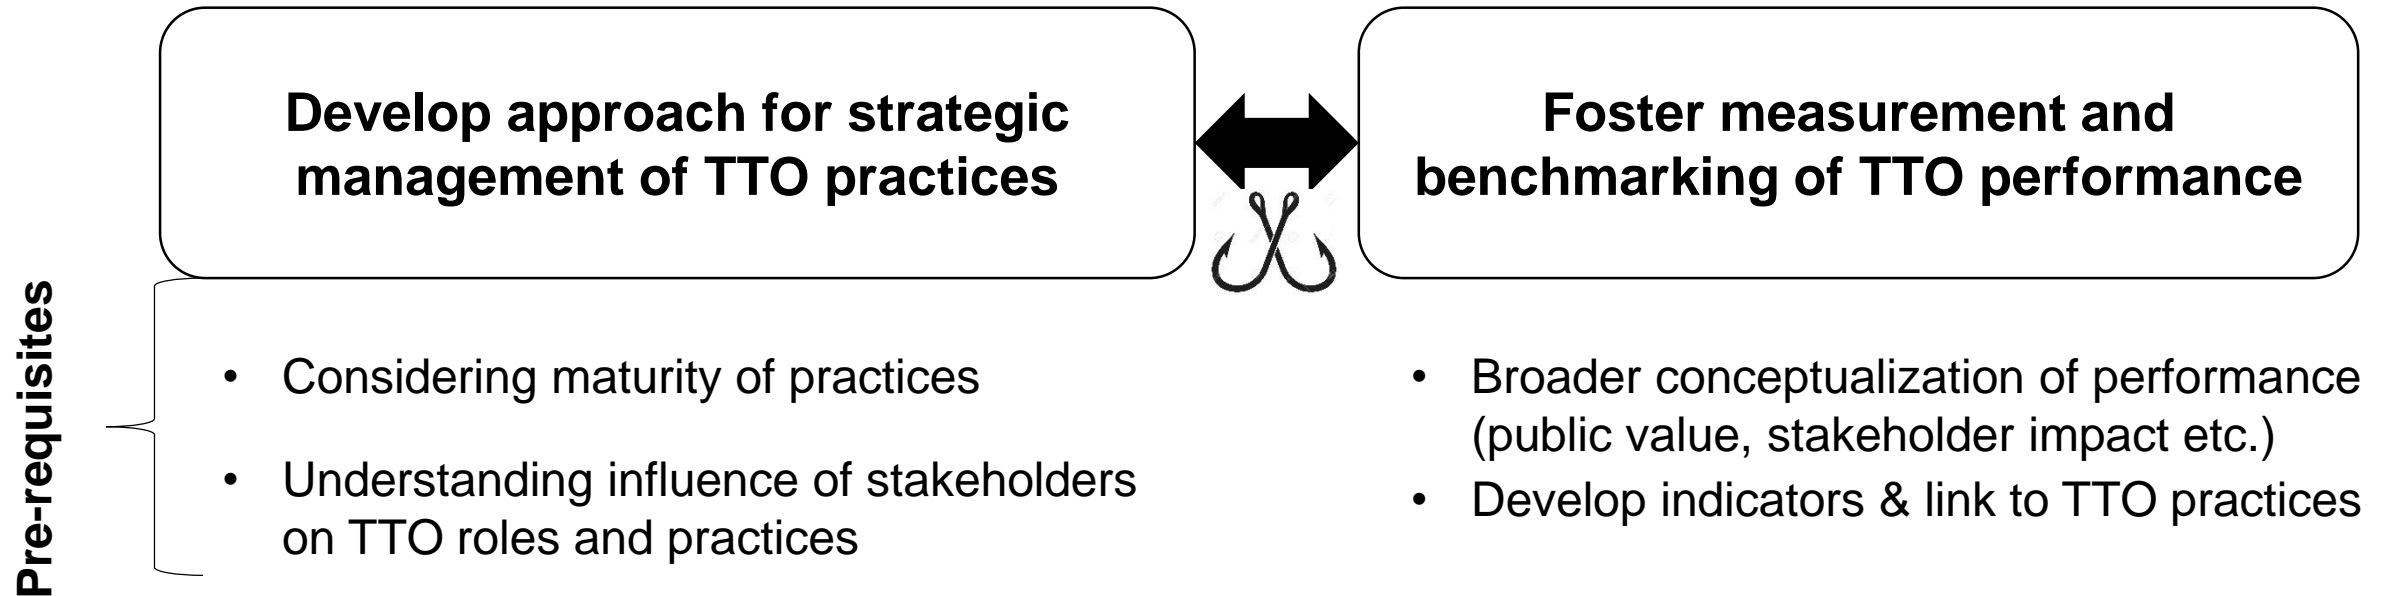 Develop approach for strategic
management of TTO practices
Foster measurement and
benchmarking of TTO performance
Pre-requisites
• Considering maturity of practices
• Understanding influence of stakeholders
on TTO roles and practices
• Broader conceptualization of performance
(public value, stakeholder impact etc.)
• Develop indicators & link to TTO practices